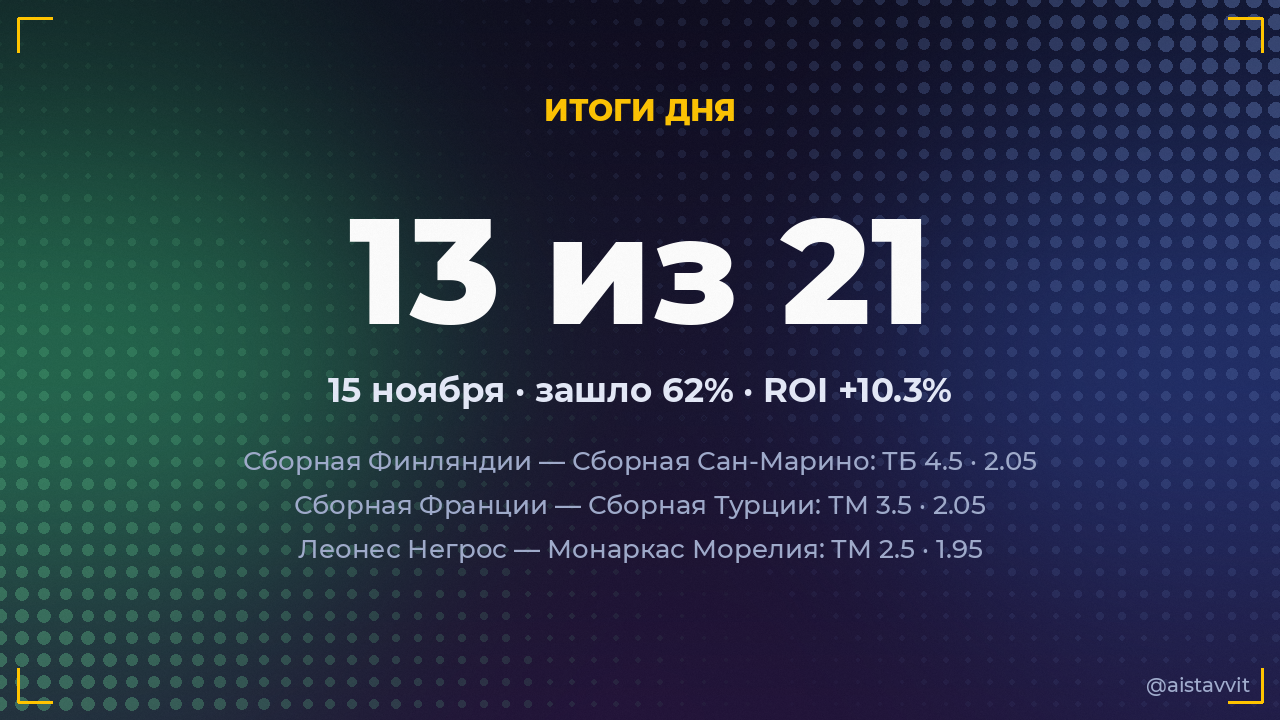 ИТОГИ ДНЯ
13 из 21
15 ноября · зашло 62% · ROI +10.3%
Сборная Финляндии — Сборная Сан-Марино: ТБ 4.5 · 2.05
Сборная Франции — Сборная Турции: ТМ 3.5 · 2.05
Леонес Негрос — Монаркас Морелия: ТМ 2.5 · 1.95
@aistavvit